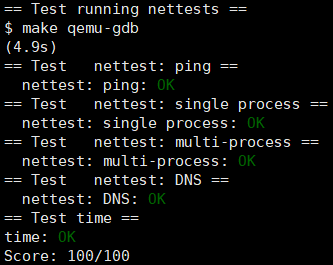 == Test running nettests ==
$ make qemu-gdb
(4.9s)
== Test   nettest: ping ==
  nettest: ping: OK
== Test   nettest: single process ==
  nettest: single process: OK
== Test   nettest: multi-process ==
  nettest: multi-process: OK
== Test   nettest: DNS ==
  nettest: DNS: OK
== Test time ==
time: OK
Score: 100/100